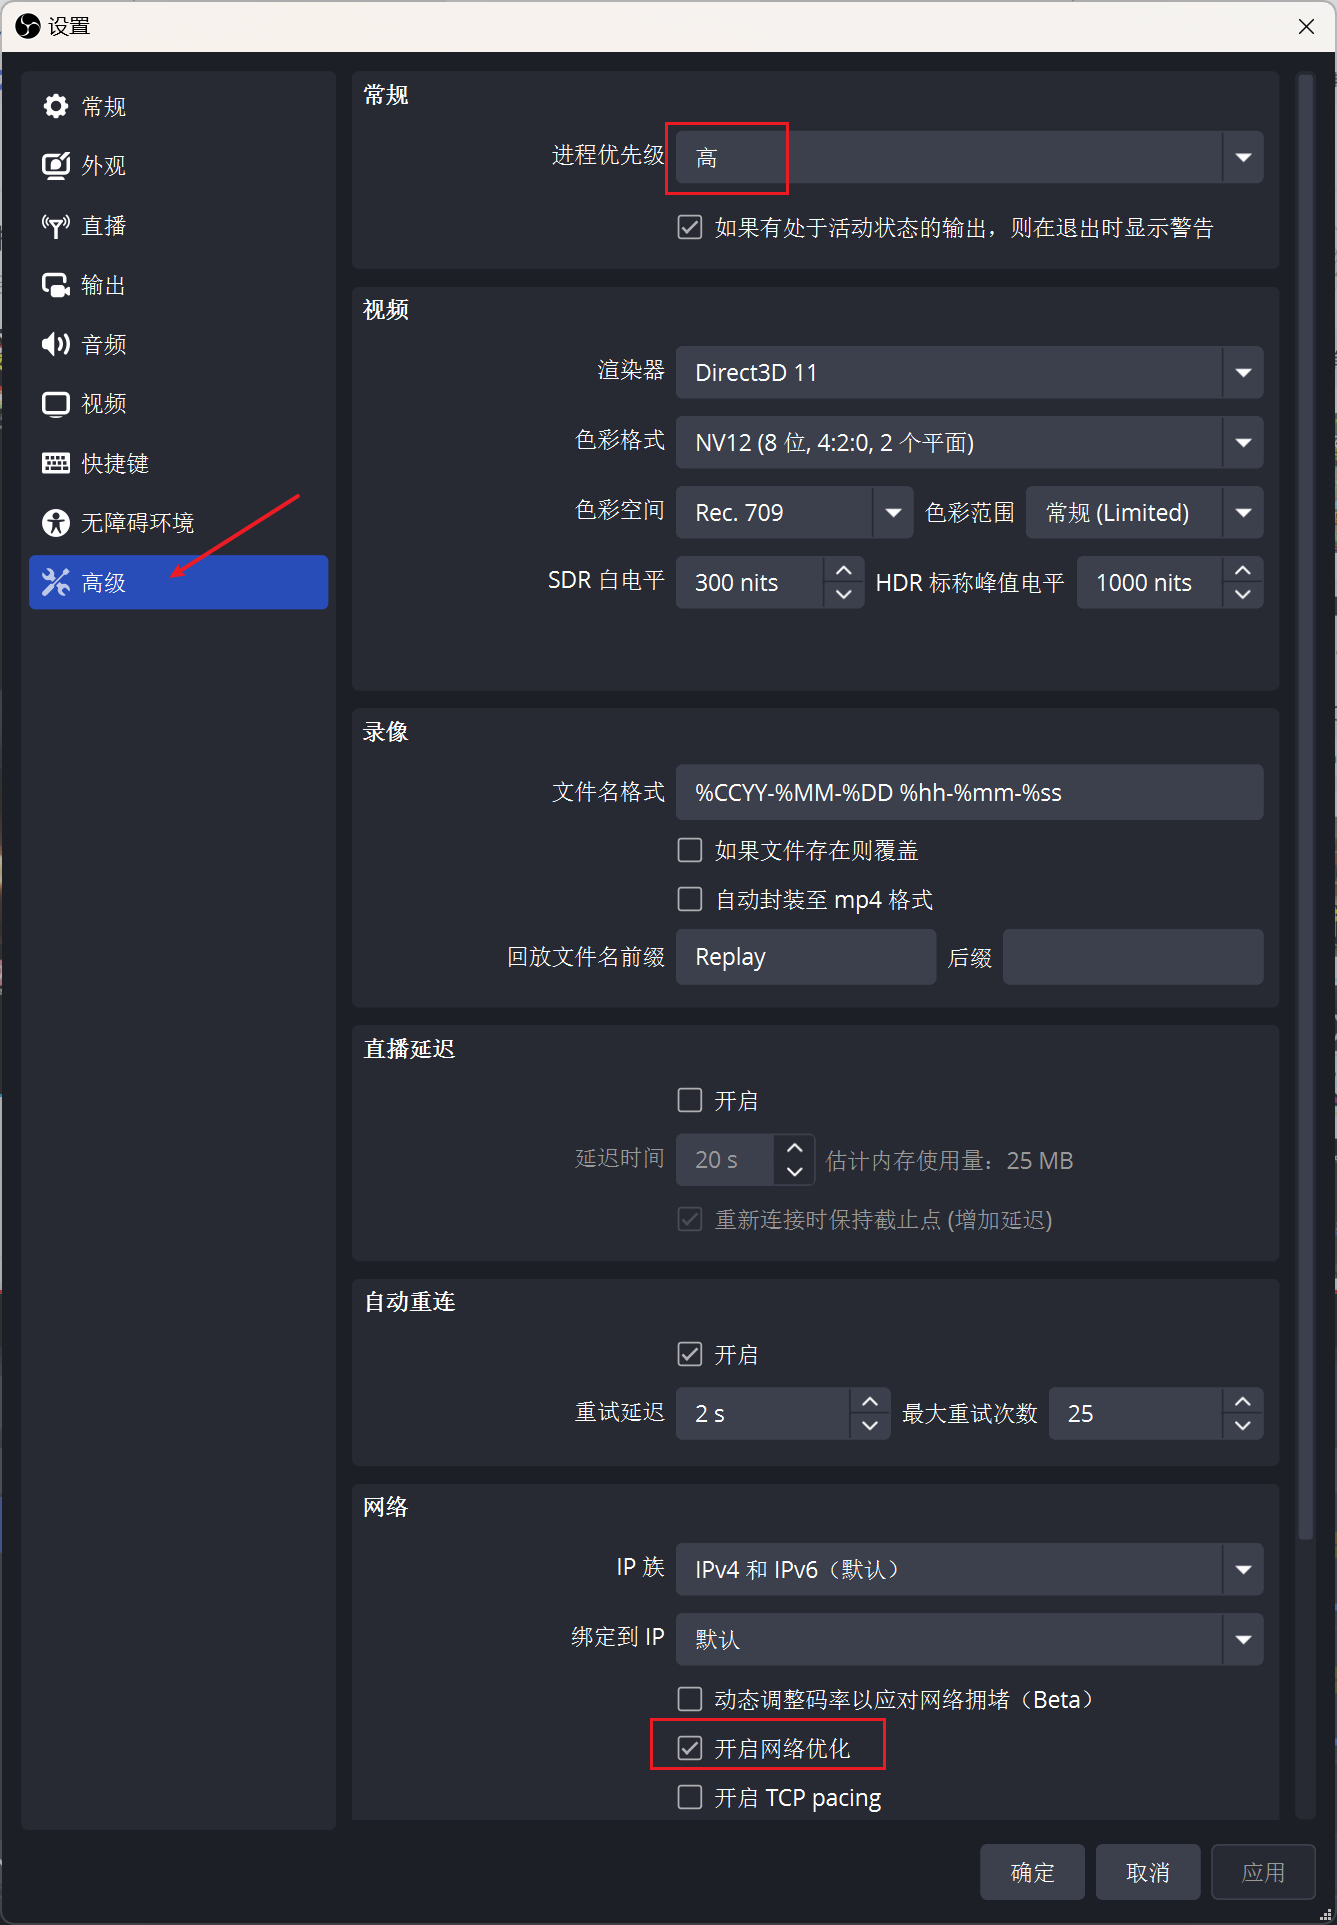 设置
常规
外观
直播
输出
音频
视频
快捷键
无障碍环境
高级
常规
进程优先级 高
如果有处于活动状态的输出，则在退出时显示警告
视频
渲染器 Direct3D 11
色彩格式 NV12 (8 位, 4:2:0, 2 个平面)
色彩空间 Rec. 709 色彩范围 常规 (Limited)
SDR 白电平 300 nits HDR 标称峰值电平 1000 nits
录像
文件名格式 %CCYY-%MM-%DD %hh-%mm-%ss
如果文件存在则覆盖
自动封装至 mp4 格式
回放文件名前缀 Replay 后缀
直播延迟
开启
延迟时间 20 s 估计内存使用量：25 MB
重新连接时保持截止点 (增加延迟)
自动重连
开启
重试延迟 2 s 最大重试次数 25
网络
IP 族 IPv4 和 IPv6（默认）
绑定到 IP 默认
动态调整码率以应对网络拥堵（Beta）
开启网络优化
开启 TCP pacing
确定 取消 应用